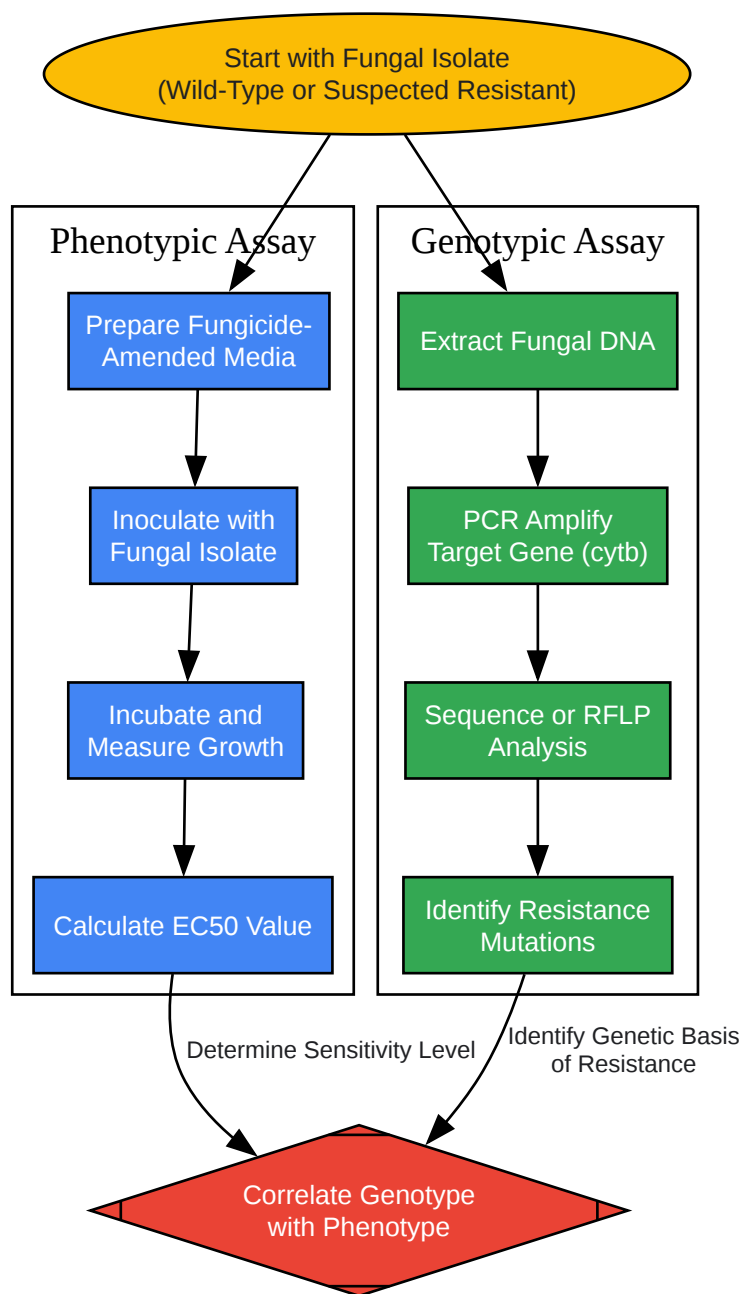 Start with Fungal Isolate
(Wild-Type or Suspected Resistant)
Phenotypic Assay
Prepare Fungicide-
Amended Media
Inoculate with
Fungal Isolate
Incubate and
Measure Growth
Calculate EC50 Value
Genotypic Assay
Extract Fungal DNA
PCR Amplify
Target Gene (cytb)
Sequence or RFLP
Analysis
Identify Resistance
Mutations
Determine Sensitivity Level
Identify Genetic Basis
of Resistance
Correlate Genotype
with Phenotype